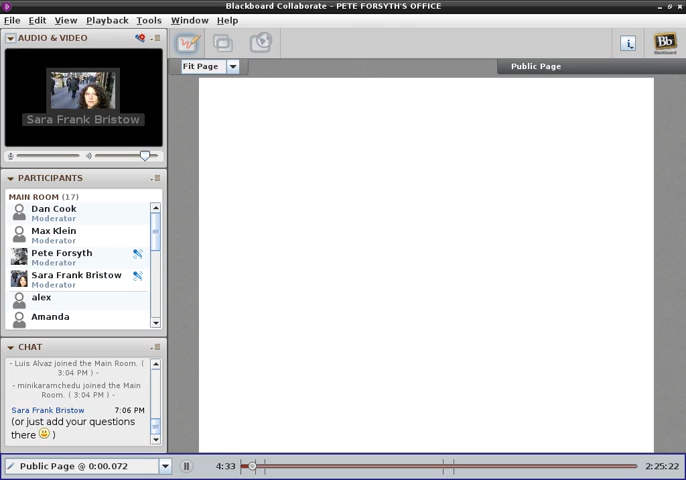 Blackboard Collaborate - PETE FORSYTH'S OFFICE
File Edit View Playback Tools Window Help
AUDIO & VIDEO
Sara Frank Bristow
PARTICIPANTS
MAIN ROOM (17)
Dan Cook
Moderator
Max Klein
Moderator
Pete Forsyth
Moderator
Sara Frank Bristow
Moderator
alex
Amanda
CHAT
- Luis Alvaz joined the Main Room. (
3:04 PM ) -
- minikaramchedu joined the Main
Room. ( 3:04 PM ) -
Sara Frank Bristow 7:06 PM
(or just add your questions
there 🙂 )
Fit Page
Public Page
i
Bb
Blackboard
Public Page @ 0:00.072
4:33
2:25:22